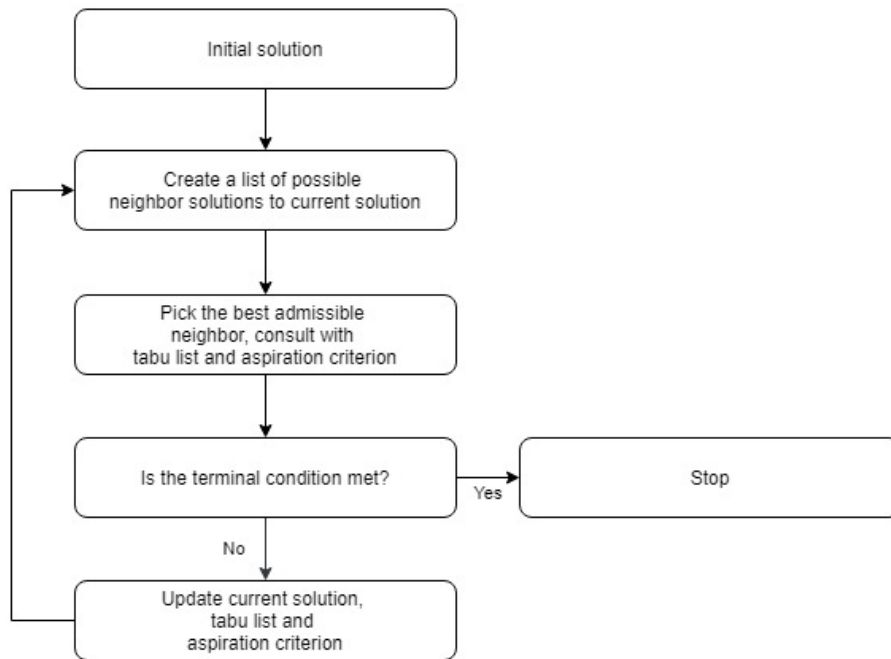 Initial solution
Create a list of possible
neighbor solutions to current solution
Pick the best admissible
neighbor, consult with
tabu list and aspiration criterion
Is the terminal condition met?
Yes
Stop
No
Update current solution,
tabu list and
aspiration criterion